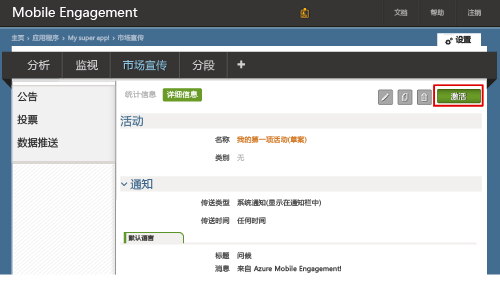 Mobile Engagement
文档 帮助 注销
主页 › 应用程序 › My super app! › 市场宣传
设置
分析 监视 市场宣传 分段 +
公告
投票
数据推送
统计信息 详细信息 激活
活动
名称 我的第一项活动(草案)
类别 无
通知
传送类型 系统通知(显示在通知栏中)
传送时间 任何时间
默认语言
标题 问候
消息 来自 Azure Mobile Engagement!